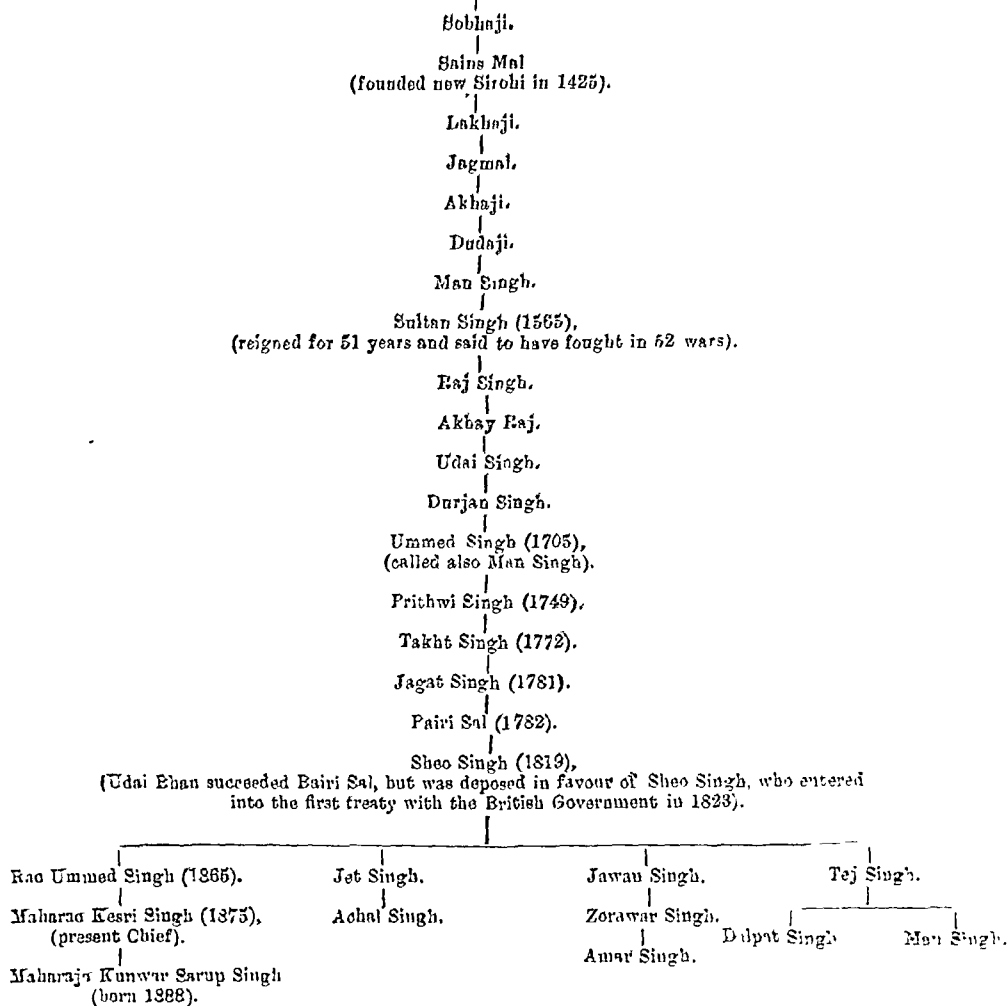 Sobhaji.
Sains Mal
(founded new Sirohi in 1425).
Lakhaji.
Jagmal.
Akhaji.
Dudaji.
Man Singh.
Sultan Singh (1565),
(reigned for 51 years and said to have fought in 52 wars).
Raj Singh.
Akhay Raj.
Udai Singh.
Durjan Singh.
Ummed Singh (1705),
(called also Man Singh).
Prithwi Singh (1749).
Takht Singh (1772).
Jagat Singh (1781).
Pairi Sal (1782).
Sheo Singh (1819),
(Udai Bhan succeeded Bairi Sal, but was deposed in favour of Sheo Singh, who entered
into the first treaty with the British Government in 1823).
Rao Ummed Singh (1865). Jet Singh. Jawan Singh. Tej Singh.
Maharao Kesri Singh (1875), Achal Singh. Zorawar Singh.
(present Chief). Dalpat Singh Man Singh.
Amar Singh.
Maharaja Kunwar Sarup Singh
(born 1888).